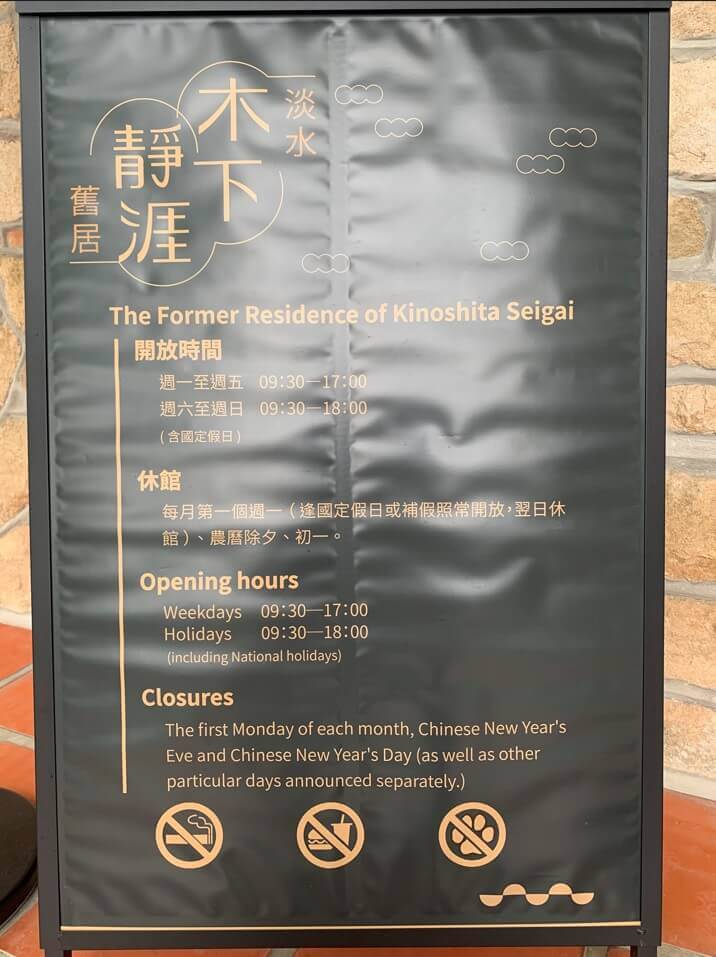 淡水
木下
靜涯
舊居
The Former Residence of Kinoshita Seigai
開放時間
週一至週五 09:30—17:00
週六至週日 09:30—18:00
(含國定假日)
休館
每月第一個週一（逢國定假日或補假照常開放，翌日休
館）、農曆除夕、初一。
Opening hours
Weekdays 09:30—17:00
Holidays 09:30—18:00
(including National holidays)
Closures
The first Monday of each month, Chinese New Year's
Eve and Chinese New Year's Day (as well as other
particular days announced separately.)